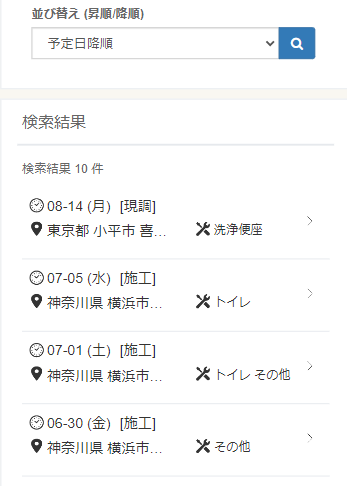 並び替え (昇順/降順)
予定日降順
検索結果
検索結果 10 件
08-14 (月) [現調]
東京都 小平市 喜... 洗浄便座
07-05 (水) [施工]
神奈川県 横浜市... トイレ
07-01 (土) [施工]
神奈川県 横浜市... トイレ その他
06-30 (金) [施工]
神奈川県 横浜市... その他